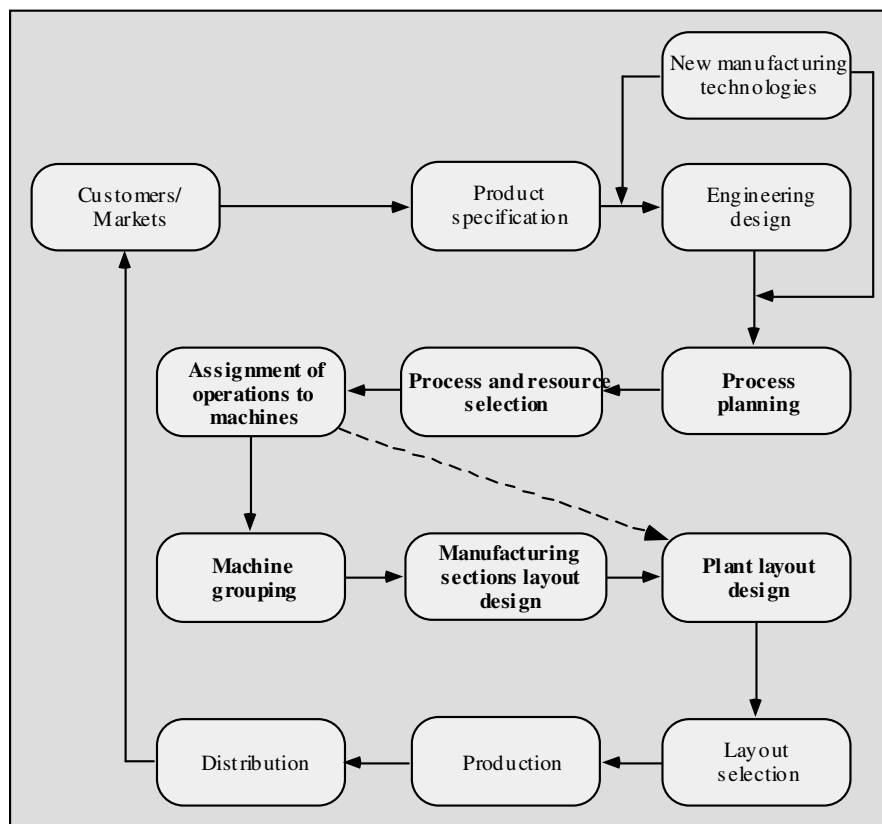 New manufacturing
technologies
Customers/
Markets
Product
specification
Engineering
design
Assignment of
operations to
machines
Process and resource
selection
Process
planning
Machine
grouping
Manufacturing
sections layout
design
Plant layout
design
Distribution
Production
Layout
selection